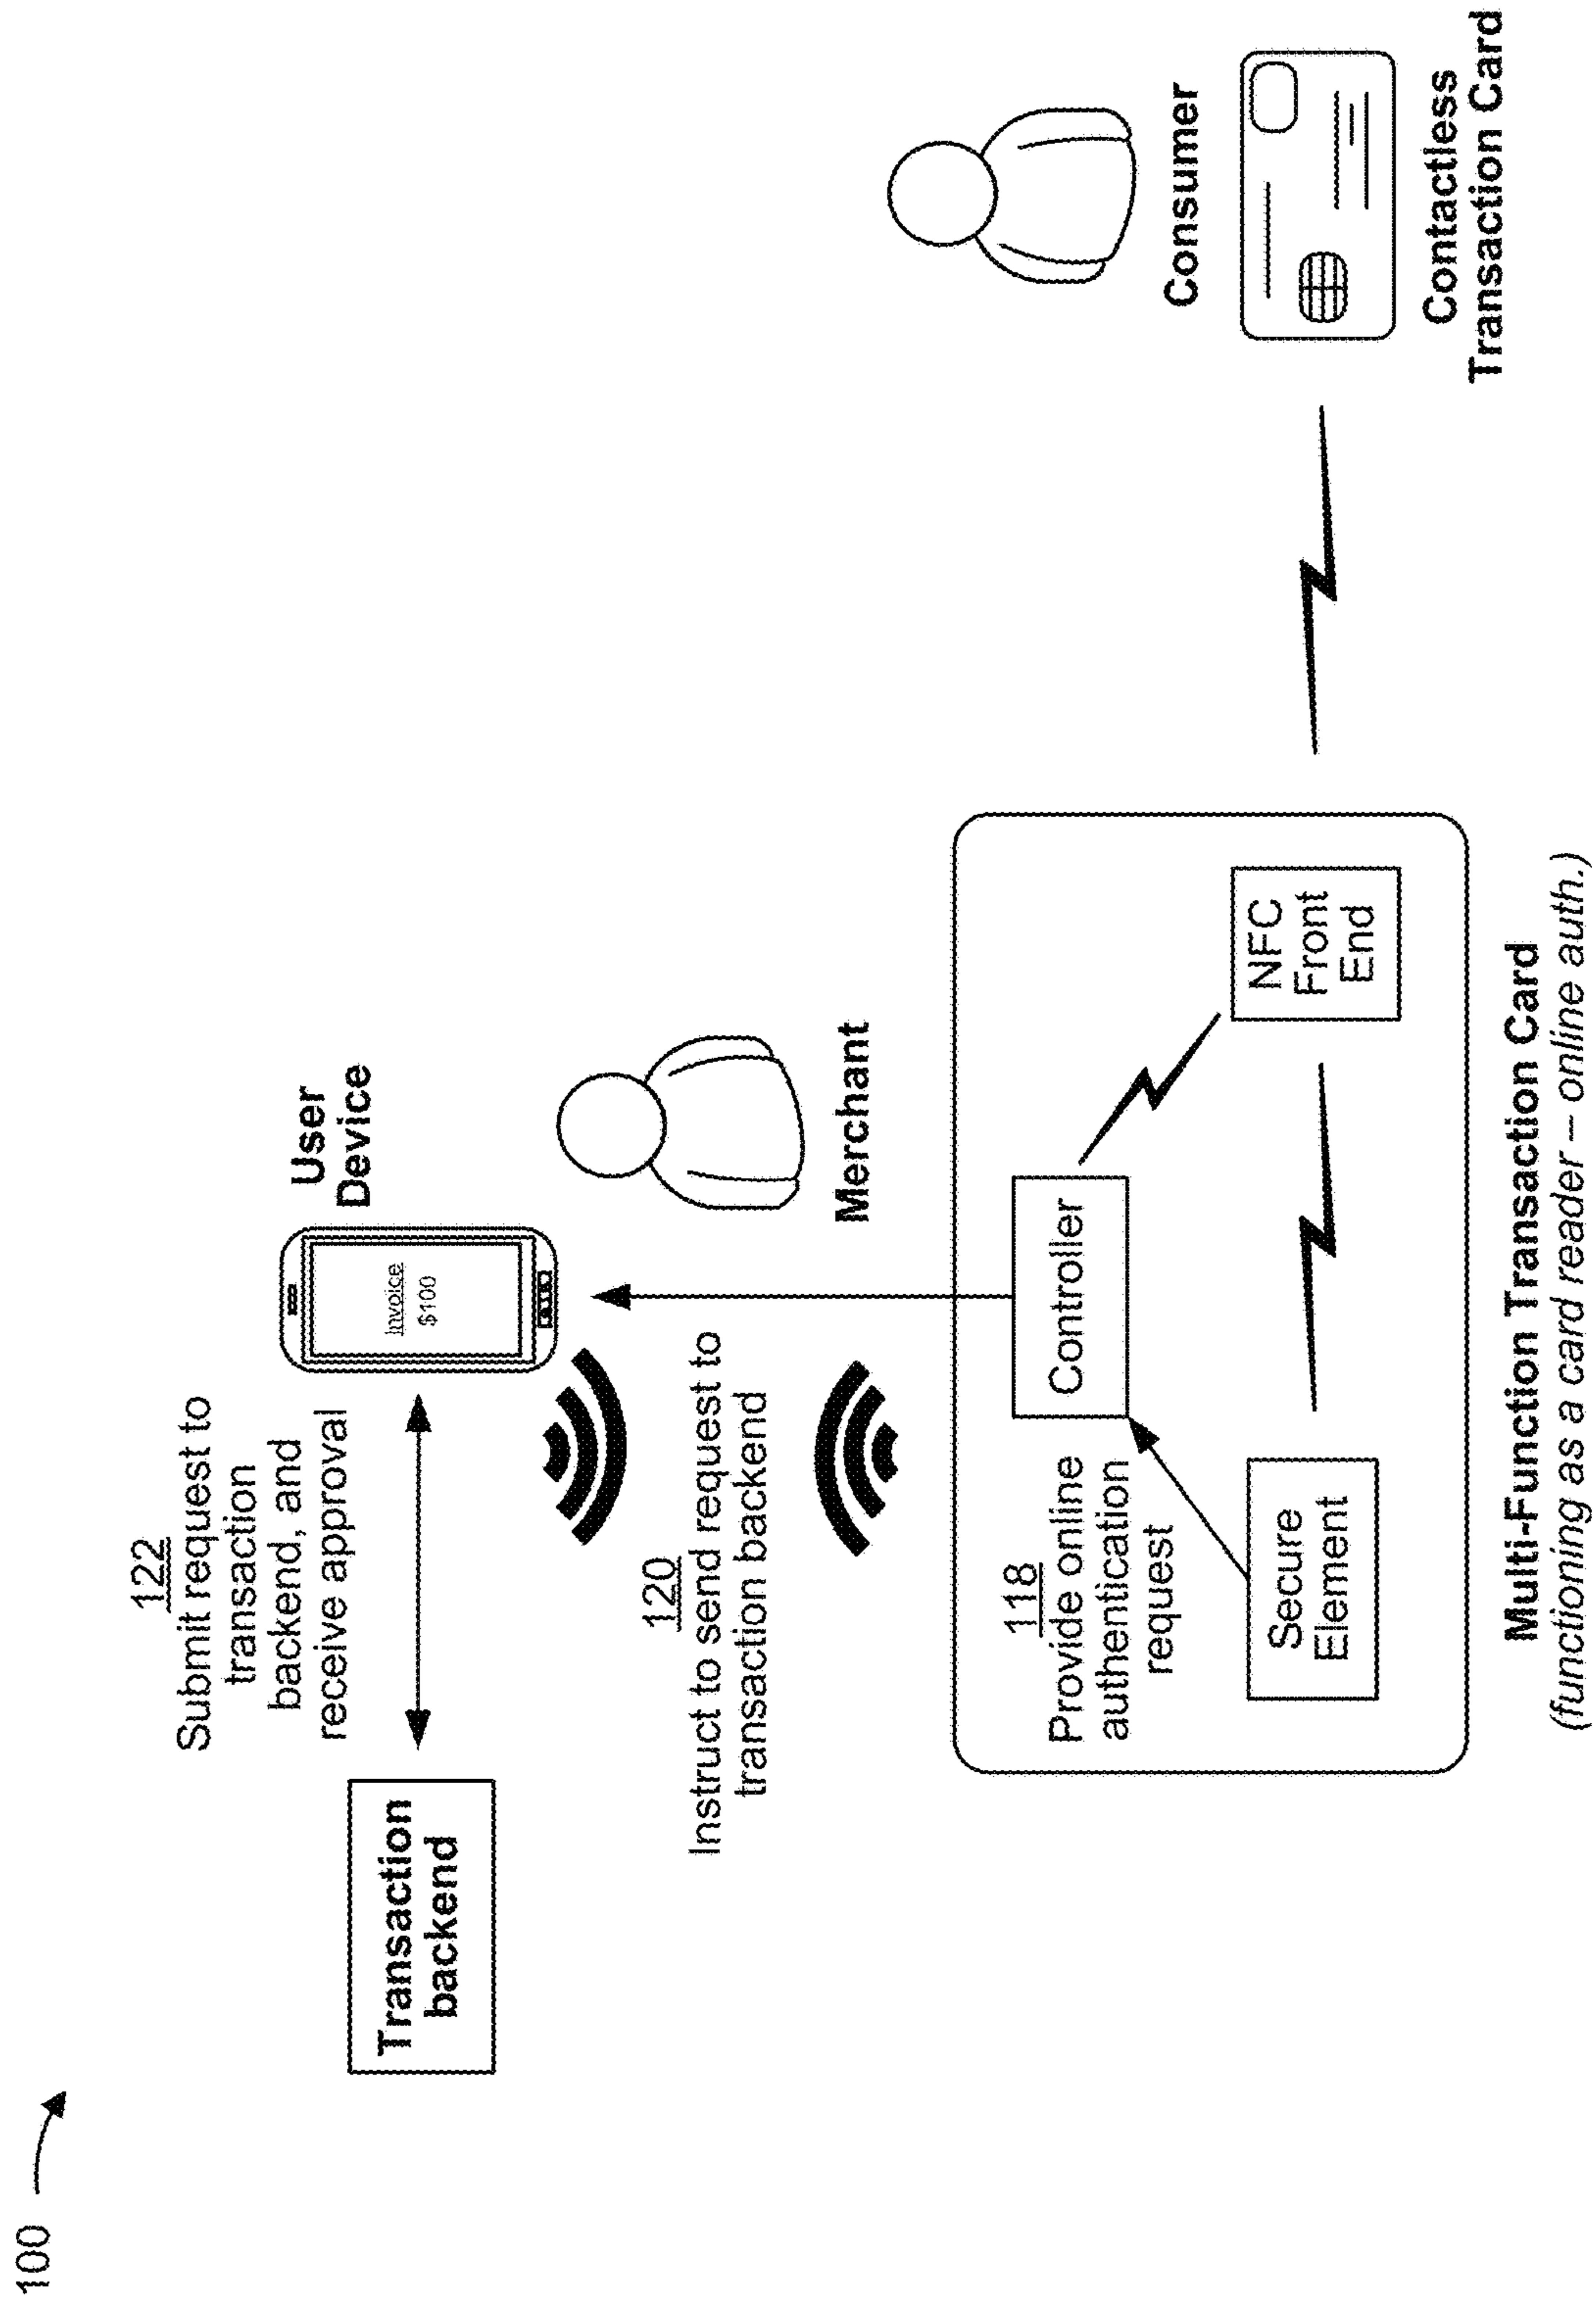 100
122
Submit request to
transaction
backend, and
receive approval
User
Device
Invoice
$100
Transaction
backend
120
Instruct to send request to
transaction backend
Merchant
Consumer
118
Provide online
authentication
request
Controller
Secure
Element
NFC
Front
End
Contactless
Transaction Card
Multi-Function Transaction Card
(functioning as a card reader – online auth.)